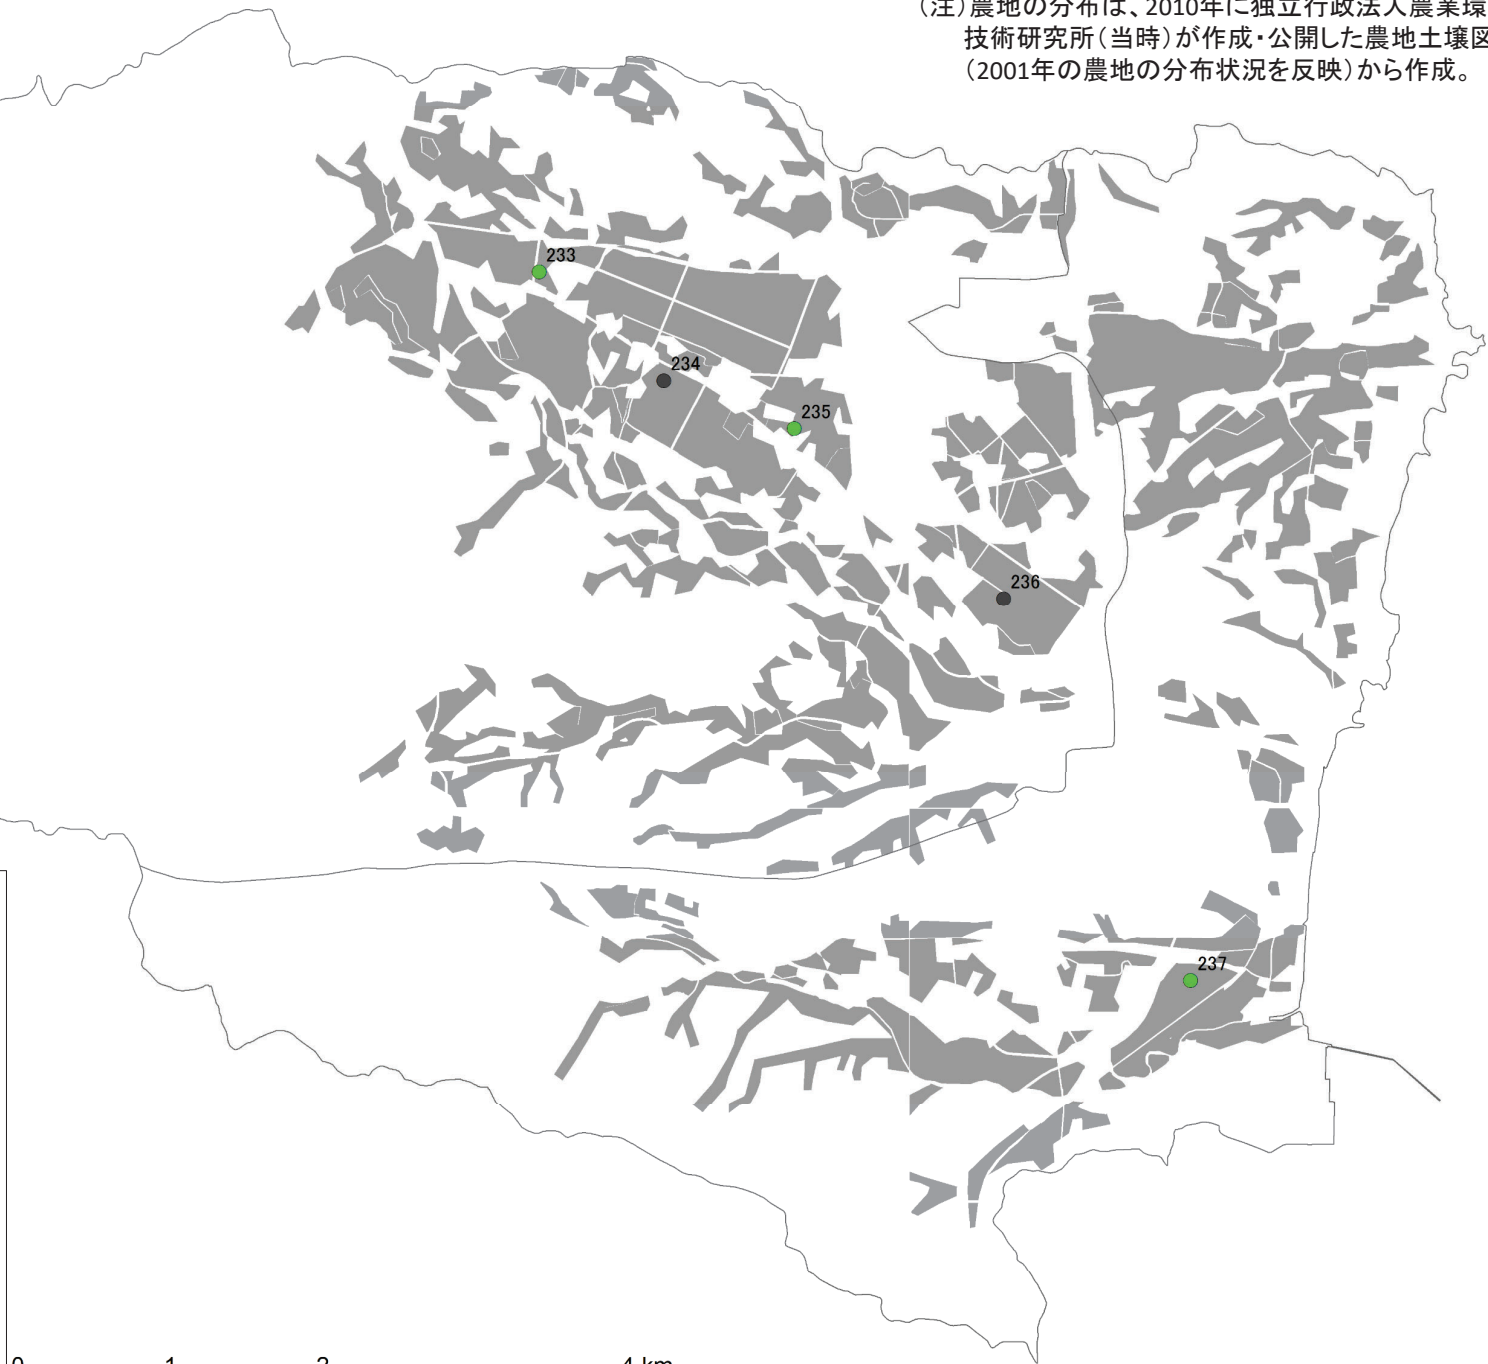 (注)農地の分布は、2010年に独立行政法人農業環
技術研究所(当時)が作成・公開した農地土壌図
(2001年の農地の分布状況を反映)から作成。
233
234
235
236
237
0 1 2 4 km